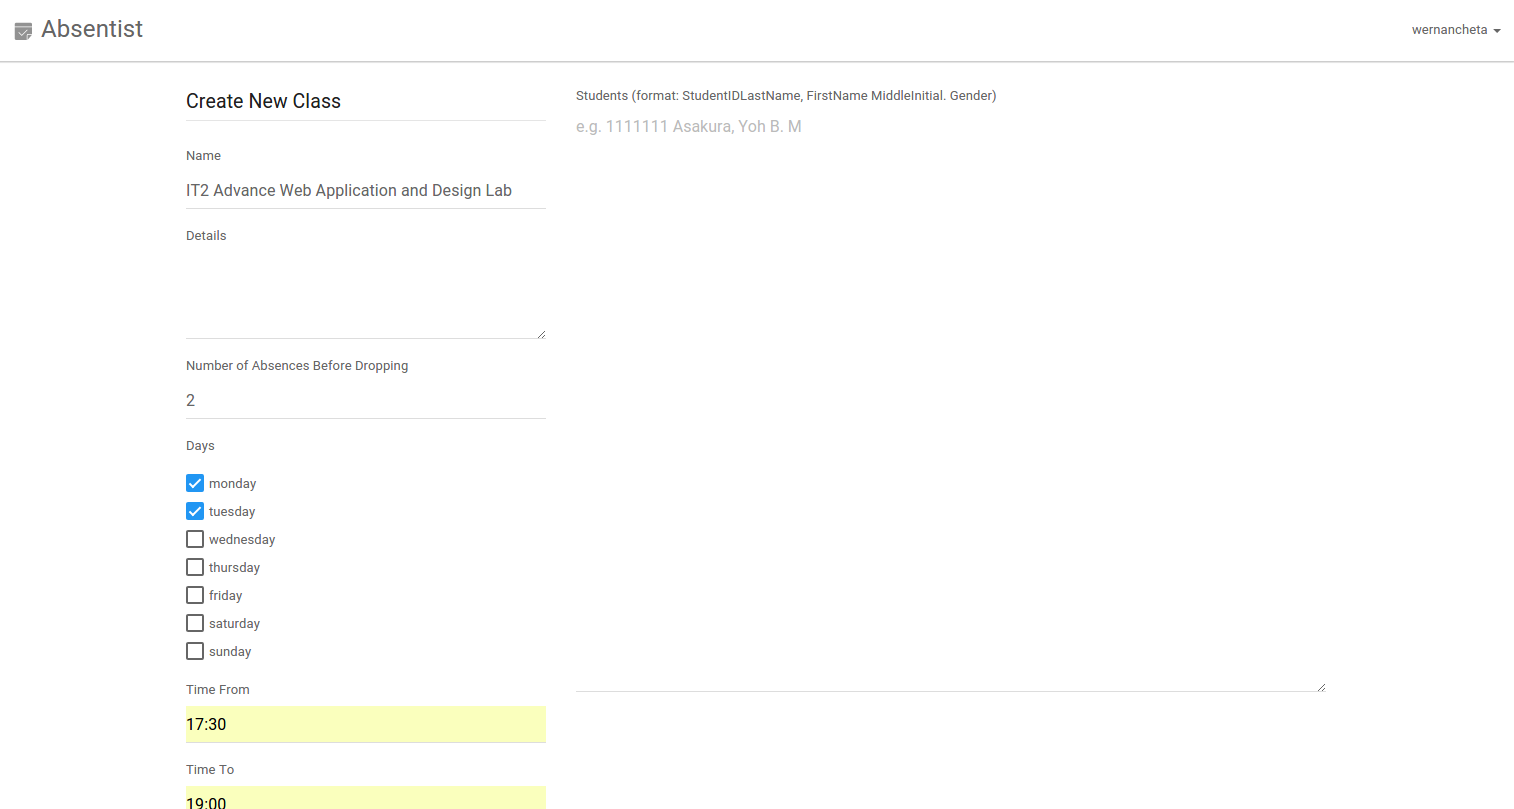 Absentist
wernancheta
Create New Class
Name
IT2 Advance Web Application and Design Lab
Details
Number of Absences Before Dropping
2
Days
monday
tuesday
wednesday
thursday
friday
saturday
sunday
Time From
17:30
Time To
19:00
Students (format: StudentIDLastName, FirstName MiddleInitial. Gender)
e.g. 1111111 Asakura, Yoh B. M